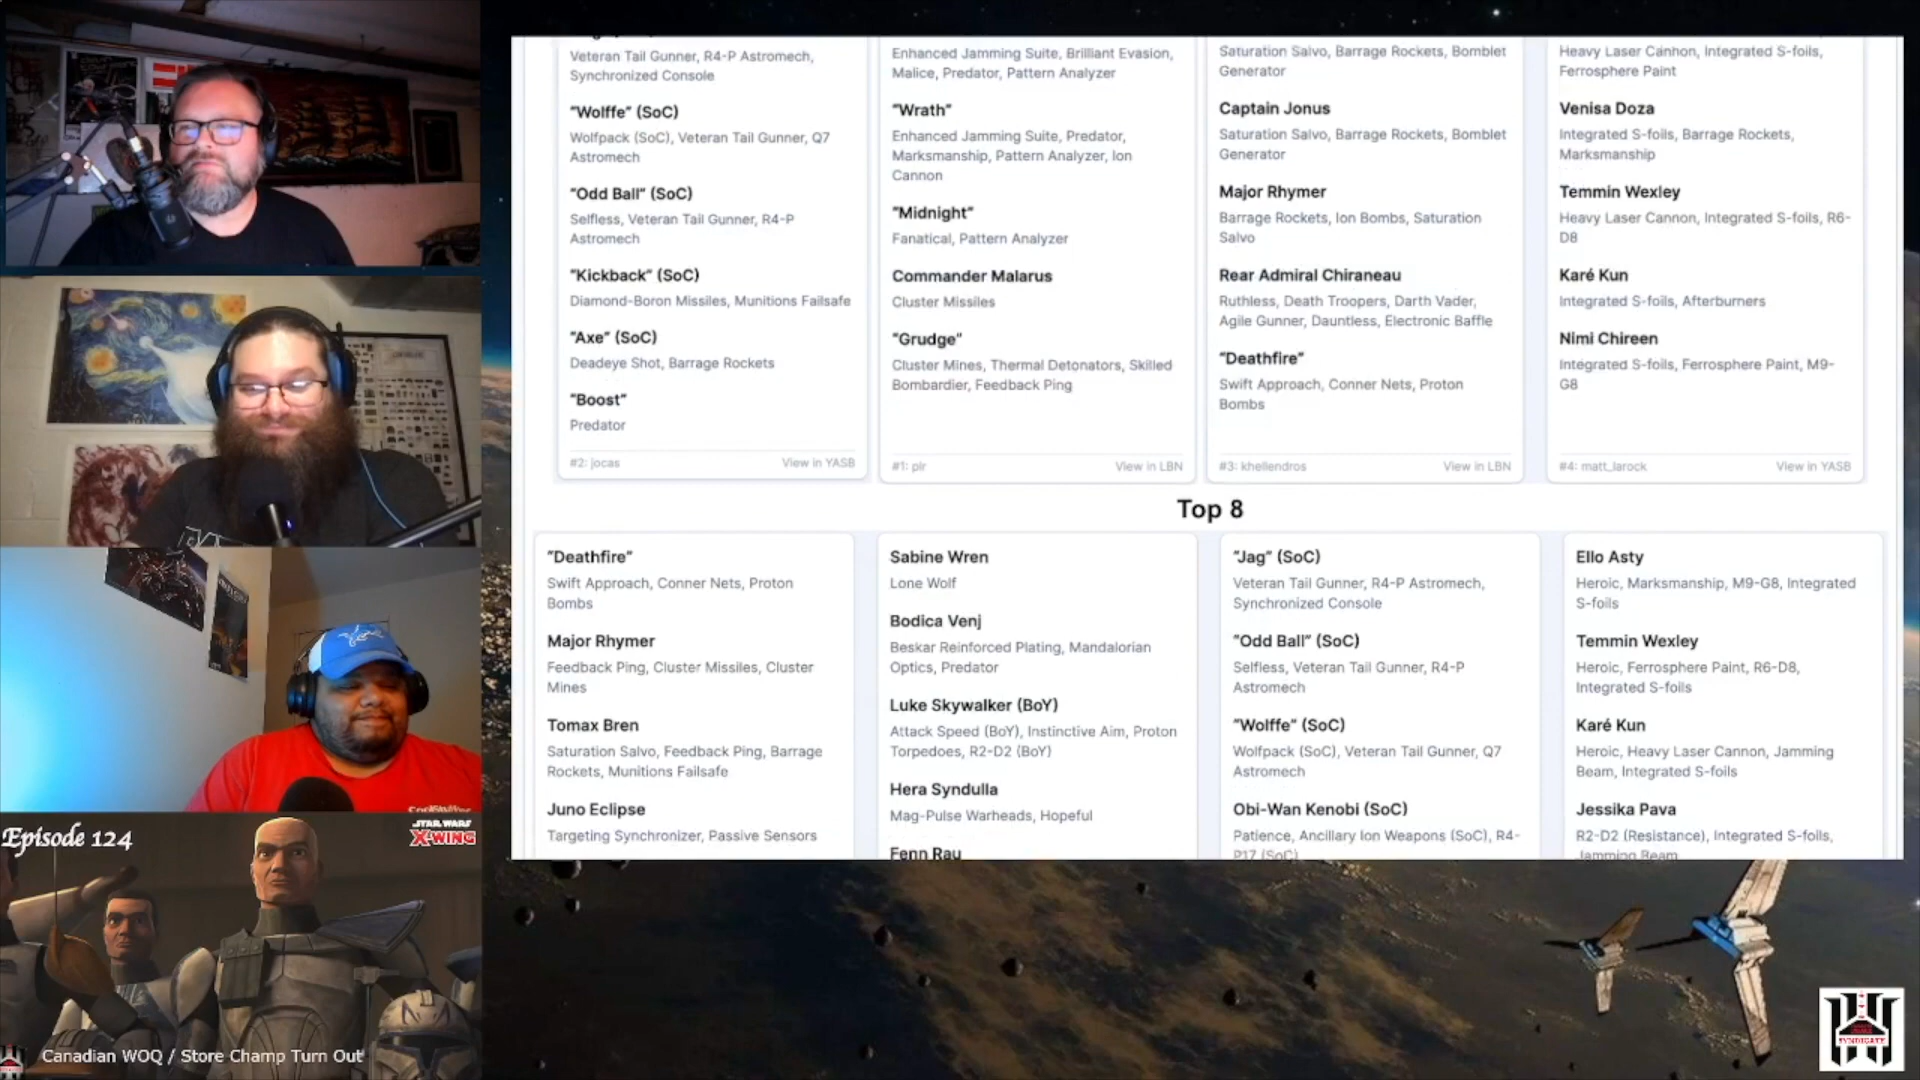 Veteran Tail Gunner, R4-P Astromech,
Synchronized Console
"Wolffe" (SoC)
Wolfpack (SoC), Veteran Tail Gunner, Q7
Astromech
"Odd Ball" (SoC)
Selfless, Veteran Tail Gunner, R4-P
Astromech
"Kickback" (SoC)
Diamond-Boron Missiles, Munitions Failsafe
"Axe" (SoC)
Deadeye Shot, Barrage Rockets
"Boost"
Predator
#2: jocas
View in YASB
Enhanced Jamming Suite, Brilliant Evasion,
Malice, Predator, Pattern Analyzer
"Wrath"
Enhanced Jamming Suite, Predator,
Marksmanship, Pattern Analyzer, Ion
Cannon
"Midnight"
Fanatical, Pattern Analyzer
Commander Malarus
Cluster Missiles
"Grudge"
Cluster Mines, Thermal Detonators, Skilled
Bombardier, Feedback Ping
#1: plr
View in LBN
Saturation Salvo, Barrage Rockets, Bomblet
Generator
Captain Jonus
Saturation Salvo, Barrage Rockets, Bomblet
Generator
Major Rhymer
Barrage Rockets, Ion Bombs, Saturation
Salvo
Rear Admiral Chiraneau
Ruthless, Death Troopers, Darth Vader,
Agile Gunner, Dauntless, Electronic Baffle
"Deathfire"
Swift Approach, Conner Nets, Proton
Bombs
#3: khellendros
View in LBN
Heavy Laser Cannon, Integrated S-foils,
Ferrosphere Paint
Venisa Doza
Integrated S-foils, Barrage Rockets,
Marksmanship
Temmin Wexley
Heavy Laser Cannon, Integrated S-foils, R6-
D8
Karé Kun
Integrated S-foils, Afterburners
Nimi Chireen
Integrated S-foils, Ferrosphere Paint, M9-
G8
#4: matt_larock
View in YASB
Top 8
"Deathfire"
Swift Approach, Conner Nets, Proton
Bombs
Major Rhymer
Feedback Ping, Cluster Missiles, Cluster
Mines
Tomax Bren
Saturation Salvo, Feedback Ping, Barrage
Rockets, Munitions Failsafe
Juno Eclipse
Targeting Synchronizer, Passive Sensors
Sabine Wren
Lone Wolf
Bodica Venj
Beskar Reinforced Plating, Mandalorian
Optics, Predator
Luke Skywalker (BoY)
Attack Speed (BoY), Instinctive Aim, Proton
Torpedoes, R2-D2 (BoY)
Hera Syndulla
Mag-Pulse Warheads, Hopeful
Fenn Rau
"Jag" (SoC)
Veteran Tail Gunner, R4-P Astromech,
Synchronized Console
"Odd Ball" (SoC)
Selfless, Veteran Tail Gunner, R4-P
Astromech
"Wolffe" (SoC)
Wolfpack (SoC), Veteran Tail Gunner, Q7
Astromech
Obi-Wan Kenobi (SoC)
Patience, Ancillary Ion Weapons (SoC), R4-
P17 (SoC)
Ello Asty
Heroic, Marksmanship, M9-G8, Integrated
S-foils
Temmin Wexley
Heroic, Ferrosphere Paint, R6-D8,
Integrated S-foils
Karé Kun
Heroic, Heavy Laser Cannon, Jamming
Beam, Integrated S-foils
Jessika Pava
R2-D2 (Resistance), Integrated S-foils,
Jamming Beam
Episode 124
STAR WARS
X-WING
Canadian WOQ / Store Champ Turn Out
SYNDICATE